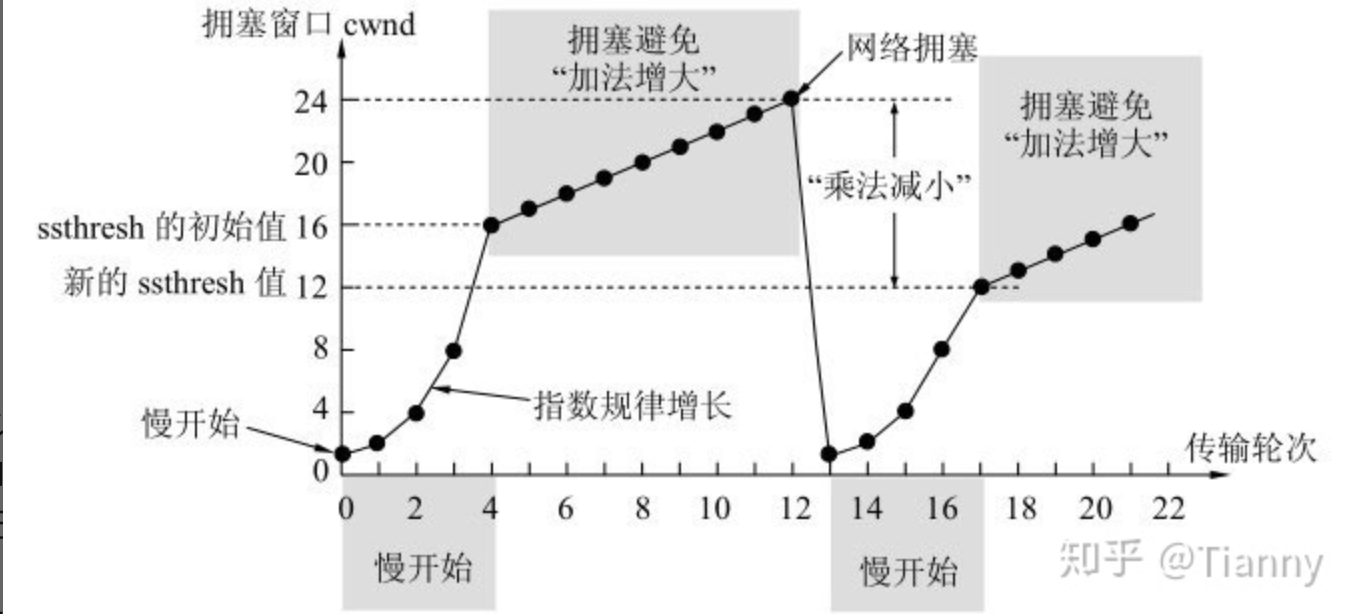 拥塞窗口 cwnd
拥塞避免
“加法增大”
网络拥塞
拥塞避免
“加法增大”
24
20
“乘法减小”
ssthresh 的初始值 16
新的 ssthresh 值 12
8
4
指数规律增长
慢开始
0
传输轮次
0 2 4 6 8 10 12 14 16 18 20 22
慢开始
慢开始
知乎 @Tianny